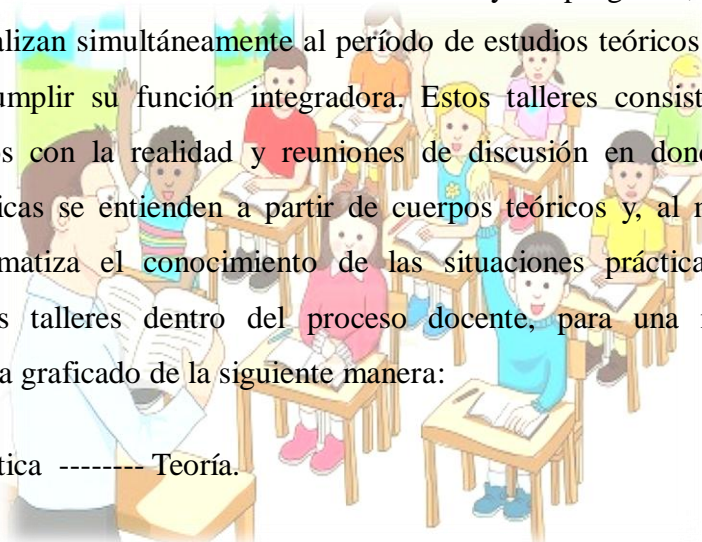 alizan simultáneamente al período de estudios teóricos
umplir su función integradora. Estos talleres consist
s con la realidad y reuniones de discusión en don
icas se entienden a partir de cuerpos teóricos y, al
matiza el conocimiento de las situaciones práctica
s talleres dentro del proceso docente, para una
a graficado de la siguiente manera:
tica -------- Teoría.